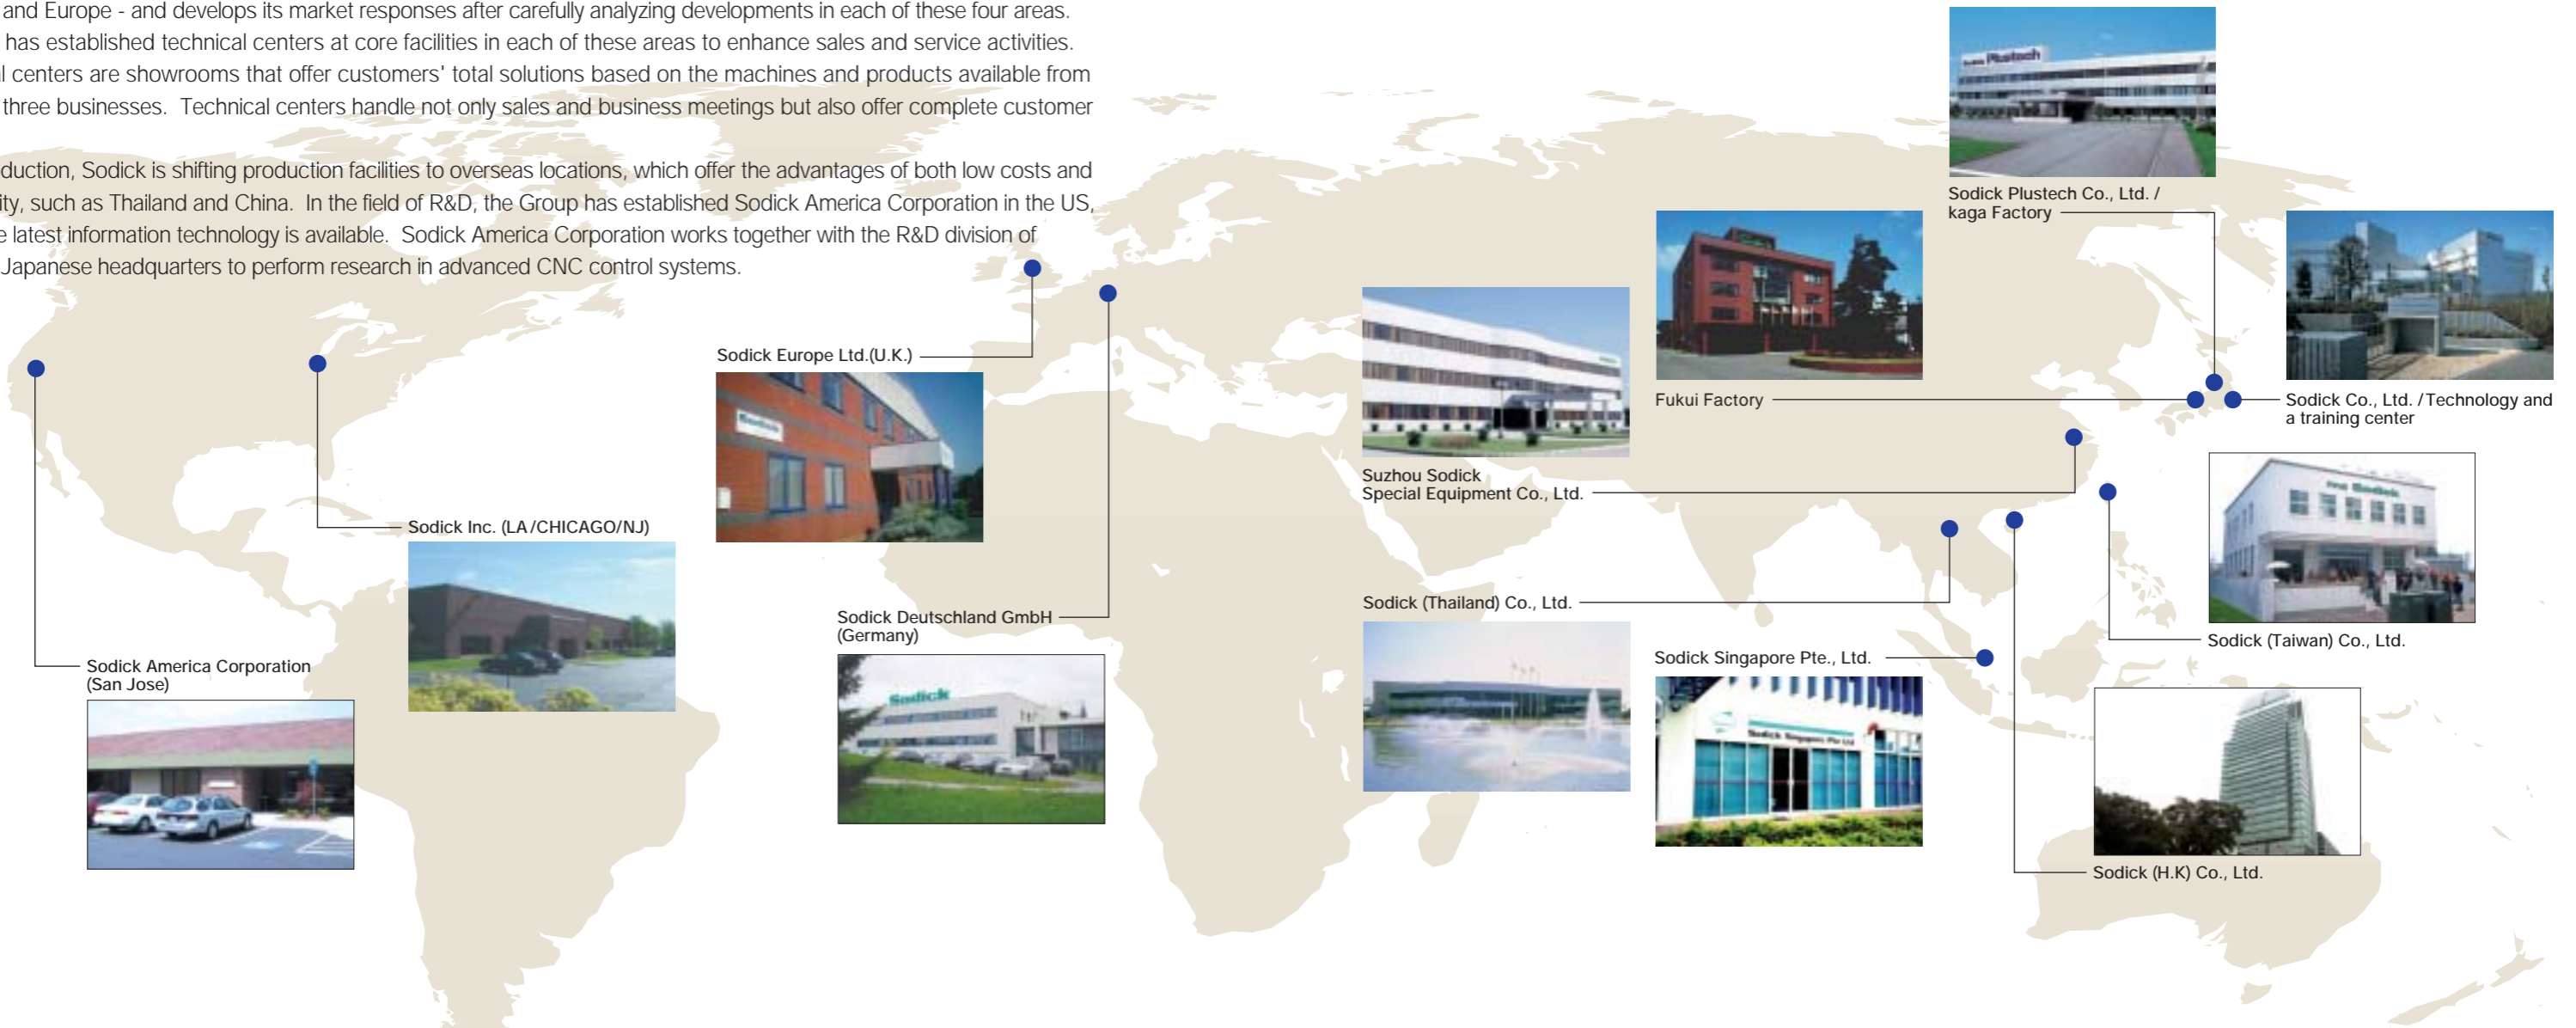 and Europe - and develops its market responses after carefully analyzing developments in each of these four areas.
has established technical centers at core facilities in each of these areas to enhance sales and service activities.
l centers are showrooms that offer customers' total solutions based on the machines and products available from
three businesses. Technical centers handle not only sales and business meetings but also offer complete customer
duction, Sodick is shifting production facilities to overseas locations, which offer the advantages of both low costs and
ity, such as Thailand and China. In the field of R&D, the Group has established Sodick America Corporation in the US,
e latest information technology is available. Sodick America Corporation works together with the R&D division of
Japanese headquarters to perform research in advanced CNC control systems.
Sodick America Corporation
(San Jose)
Sodick Inc. (LA/CHICAGO/NJ)
Sodick Europe Ltd.(U.K.)
Sodick
Sodick Deutschland GmbH
(Germany)
Sodick
Suzhou Sodick
Special Equipment Co., Ltd.
Sodick (Thailand) Co., Ltd.
Fukui Factory
Sodick Singapore Pte., Ltd.
Sodick Singapore Pte Ltd
Sodick Plustech
Sodick Plustech Co., Ltd. /
kaga Factory
Sodick Co., Ltd. /Technology and
a training center
Sodick
Sodick (Taiwan) Co., Ltd.
Sodick (H.K) Co., Ltd.